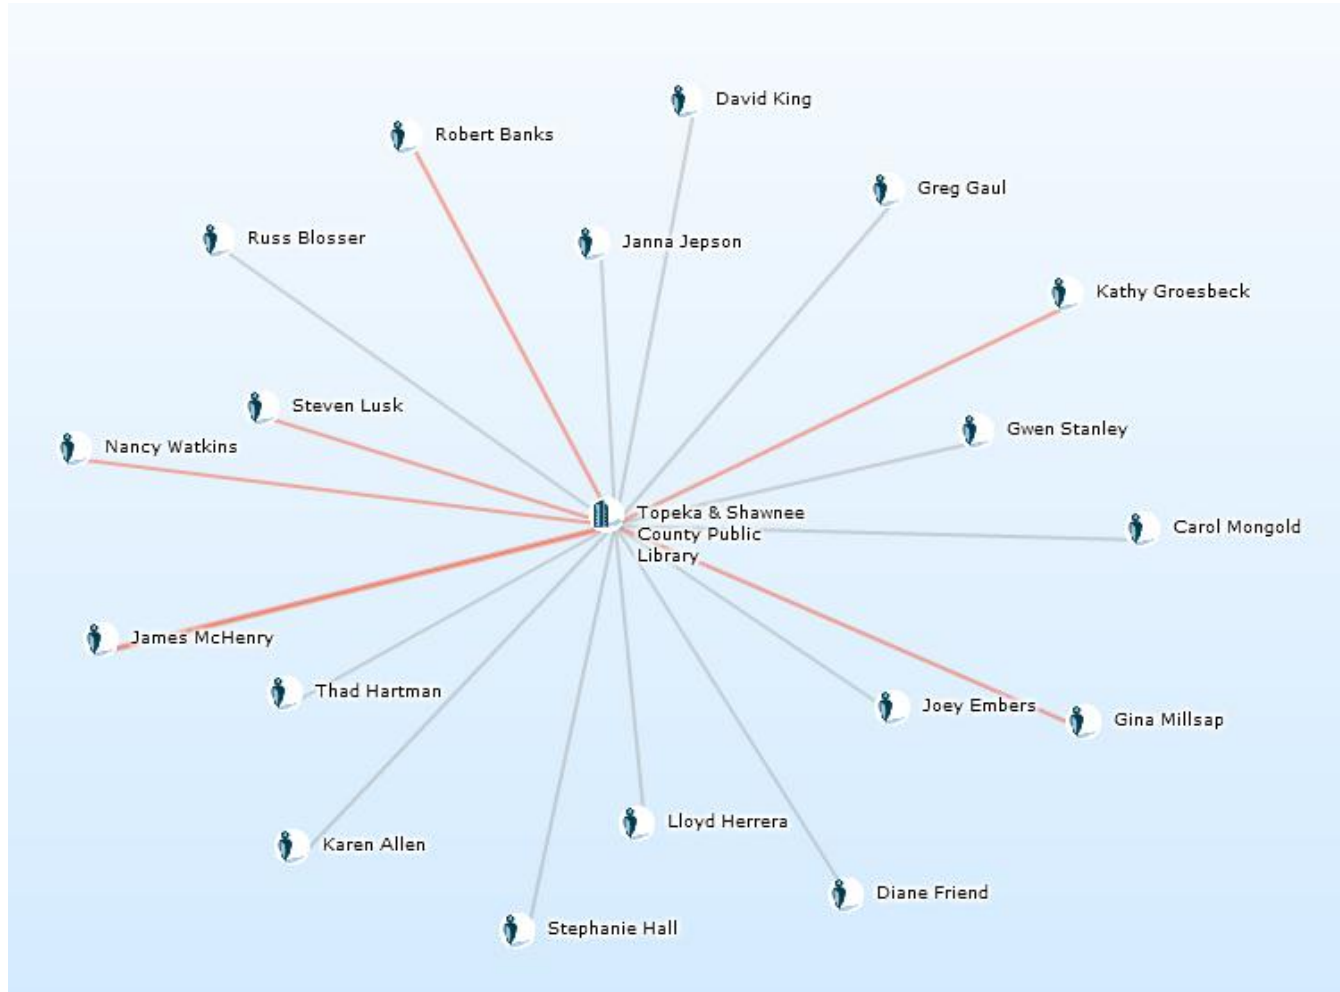 David King
Robert Banks
Greg Gaul
Russ Blosser
Janna Jepson
Kathy Groesbeck
Steven Lusk
Gwen Stanley
Nancy Watkins
Topeka & Shawnee
County Public
Library
Carol Mongold
James McHenry
Thad Hartman
Joey Embers
Gina Millsap
Lloyd Herrera
Karen Allen
Diane Friend
Stephanie Hall